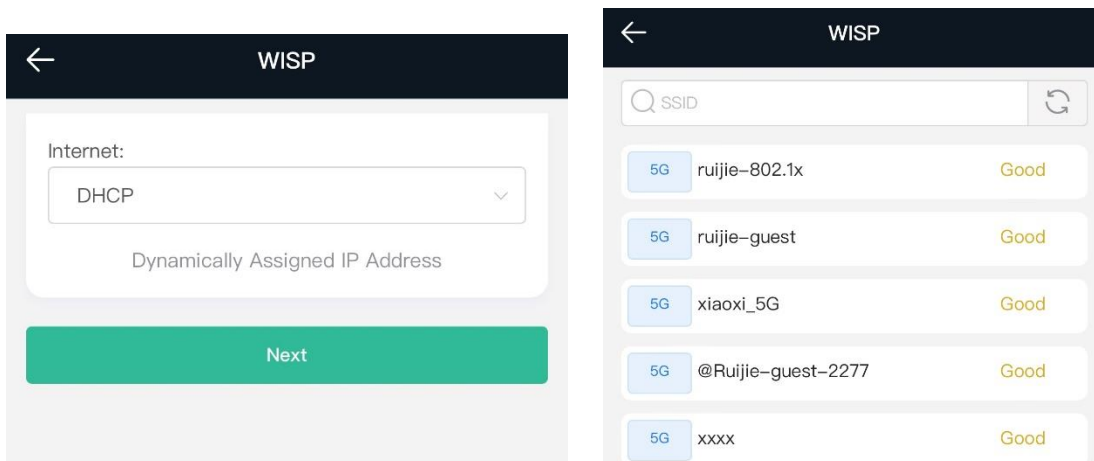 WISP
Internet:
DHCP
Dynamically Assigned IP Address
Next
WISP
SSID
5G ruijie-802.1x Good
5G ruijie-guest Good
5G xiaoxi_5G Good
5G @Ruijie-guest-2277 Good
5G xxxx Good